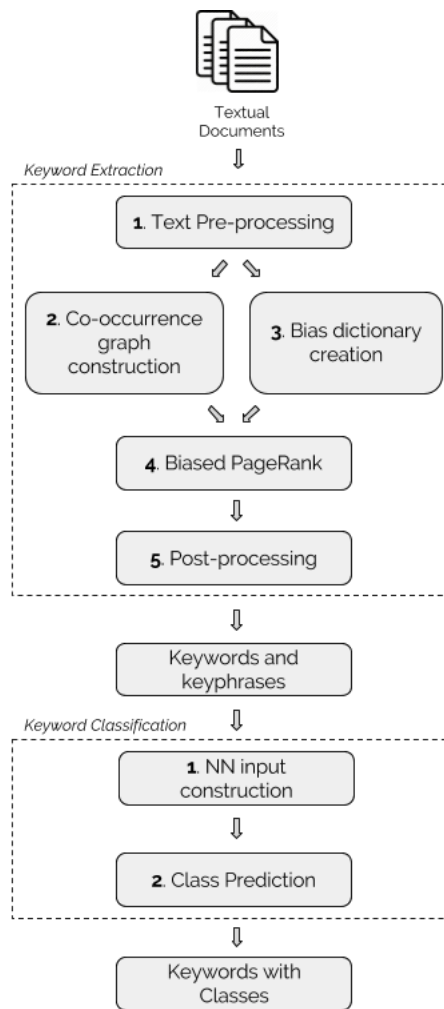 Textual
Documents
Keyword Extraction
1. Text Pre-processing
2. Co-occurrence
graph
construction
3. Bias dictionary
creation
4. Biased PageRank
5. Post-processing
Keywords and
keyphrases
Keyword Classification
1. NN input
construction
2. Class Prediction
Keywords with
Classes